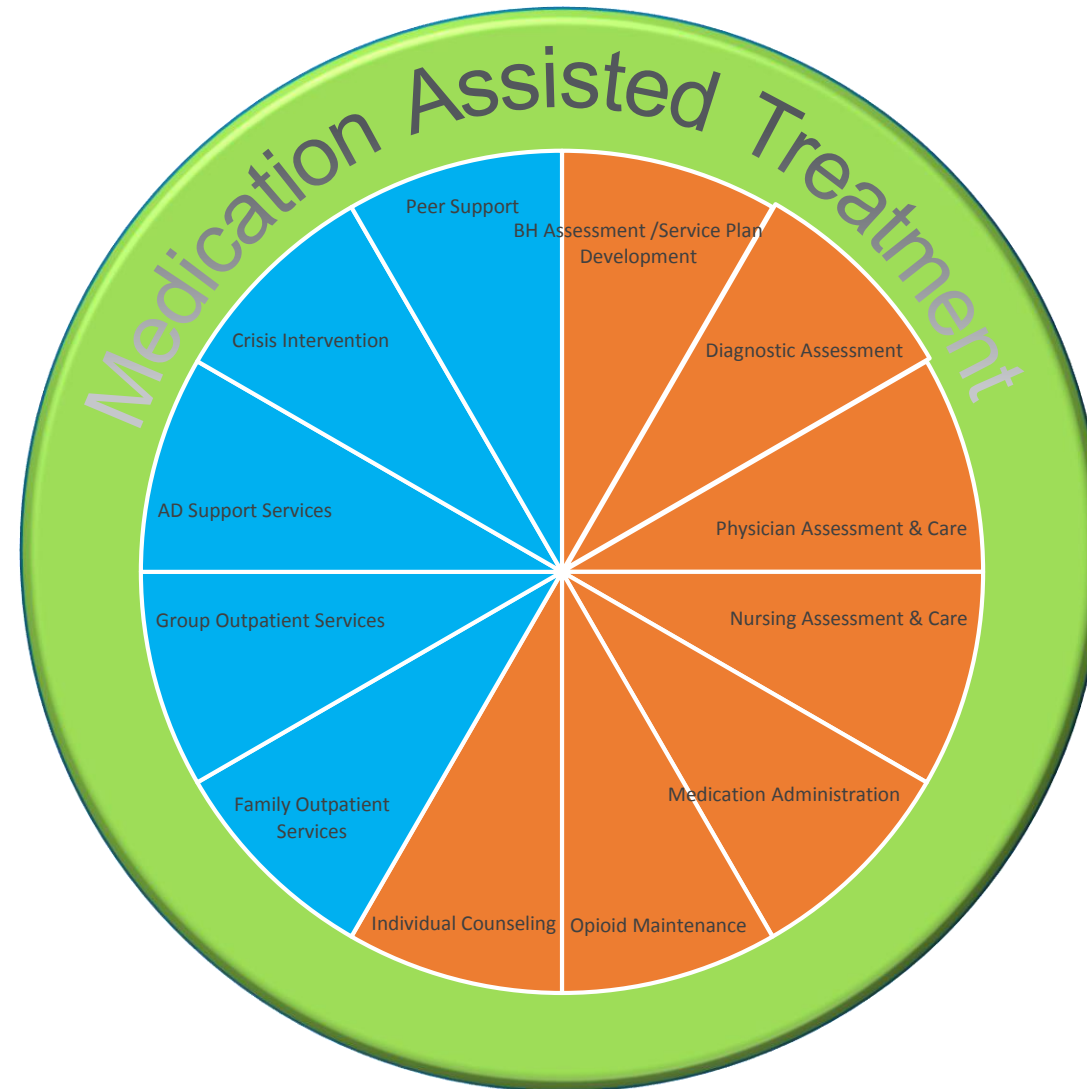 Medication Assisted Treatment
Peer Support
BH Assessment /Service Plan
Development
Crisis Intervention
Diagnostic Assessment
AD Support Services
Physician Assessment & Care
Group Outpatient Services
Nursing Assessment & Care
Family Outpatient
Services
Medication Administration
Individual Counseling
Opioid Maintenance